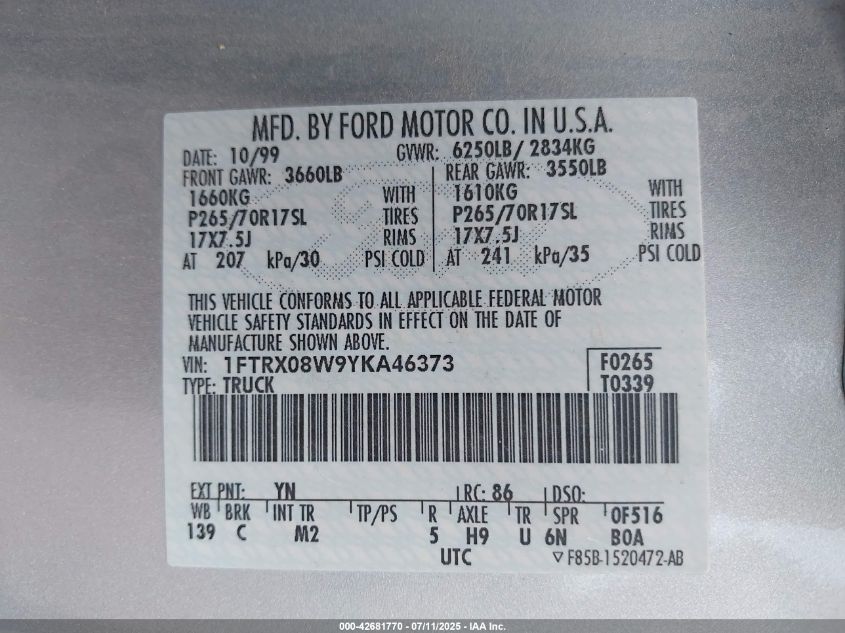 MFD. BY FORD MOTOR CO. IN U.S.A.
DATE: 10/99 GVWR: 6250LB/ 2834KG
FRONT GAWR: 3660LB REAR GAWR: 3550LB
1660KG WITH 1610KG WITH
P265/70R17SL TIRES P265/70R17SL TIRES
17X7.5J RIMS 17X7.5J RIMS
AT 207 kPa/30 PSI COLD AT 241 kPa/35 PSI COLD
THIS VEHICLE CONFORMS TO ALL APPLICABLE FEDERAL MOTOR
VEHICLE SAFETY STANDARDS IN EFFECT ON THE DATE OF
MANUFACTURE SHOWN ABOVE.
VIN: 1FTRX08W9YKA46373 F0265
TYPE: TRUCK T0339
EXT PNT: YN RC: 86 DSO:
WB BRK INT TR TP/PS R AXLE TR SPR 0F516
139 C M2 5 H9 U 6N B0A
UTC ▽ F85B-1520472-AB
000-42681770 - 07/11/2025 - IAA Inc.